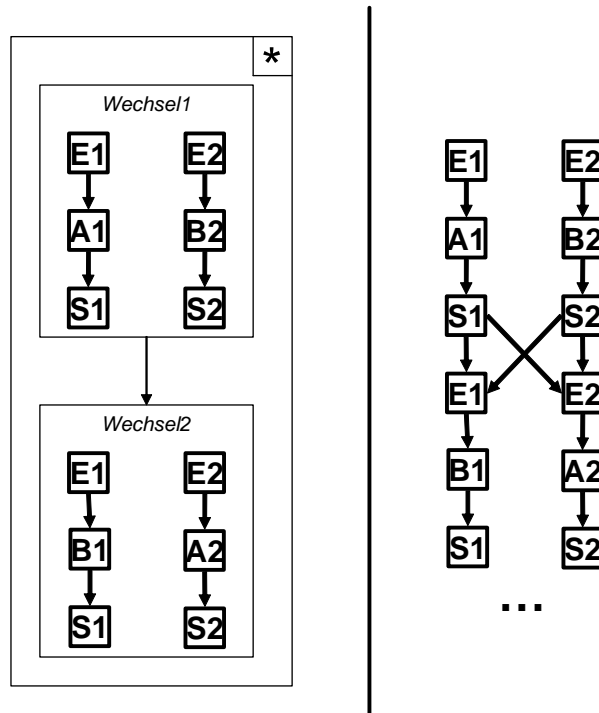 *
Wechsel1
E1 E2
A1 B2
S1 S2
Wechsel2
E1 E2
B1 A2
S1 S2
E1 E2
A1 B2
S1 S2
E1 E2
B1 A2
S1 S2
...